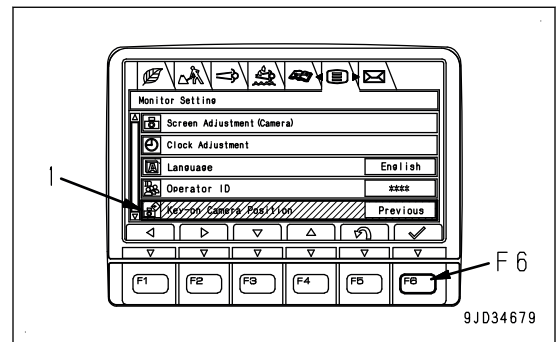 Monitor Setting
Screen Adjustment (Camera)
Clock Adjustment
A Language English
Operator ID ****
1
Key-on Camera Position Previous
F1 F2 F3 F4 F5 F6
F6
9JD34679